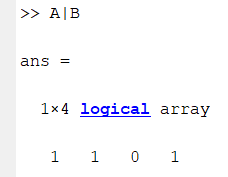 >> A|B
ans =
1×4 logical array
1 1 0 1